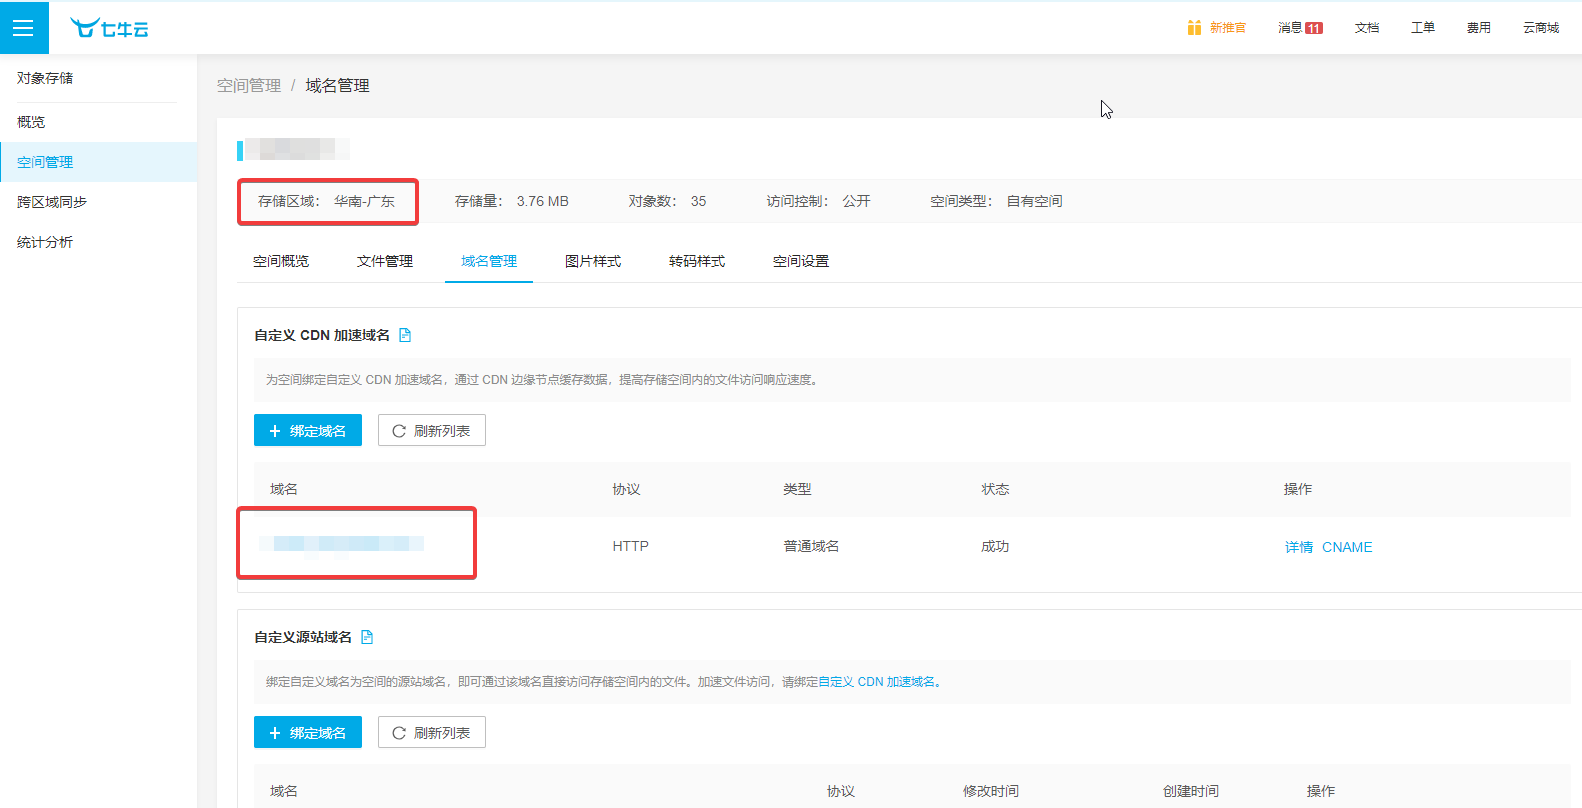 七牛云
新推官 消息 11 文档 工单 费用 云商城
对象存储
概览
空间管理
跨区域同步
统计分析
空间管理 / 域名管理
存储区域： 华南-广东 存储量： 3.76 MB 对象数： 35 访问控制： 公开 空间类型： 自有空间
空间概览 文件管理 域名管理 图片样式 转码样式 空间设置
自定义 CDN 加速域名
为空间绑定自定义 CDN 加速域名，通过 CDN 边缘节点缓存数据，提高存储空间内的文件访问响应速度。
+ 绑定域名 刷新列表
域名 协议 类型 状态 操作
HTTP 普通域名 成功 详情 CNAME
自定义源站域名
绑定自定义域名为空间的源站域名，即可通过该域名直接访问存储空间内的文件。加速文件访问，请绑定自定义 CDN 加速域名。
+ 绑定域名 刷新列表
域名 协议 修改时间 创建时间 操作